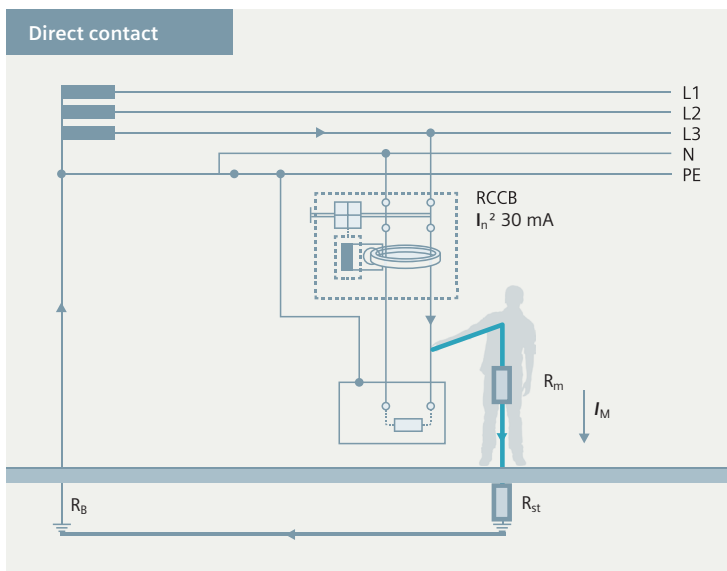 Direct contact
L1
L2
L3
N
PE
RCCB
In² 30 mA
Rm
IM
RB
Rst